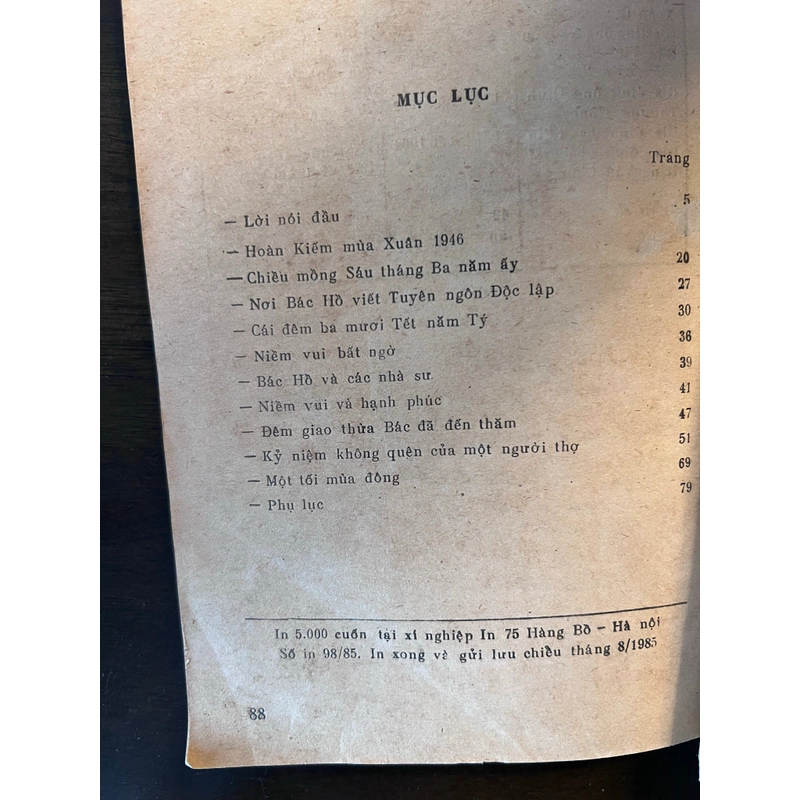 MỤC LỤC
Trang
— Lời nói đầu 5
— Hoàn Kiếm mùa Xuân 1946
— Chiều mồng Sáu tháng Ba năm ấy 20
— Nơi Bác Hồ viết Tuyên ngôn Độc lập 27
— Cái đêm ba mươi Tết năm Tý 30
— Niềm vui bất ngờ 36
— Bác Hồ và các nhà sư 39
— Niềm vui và hạnh phúc 41
— Đêm giao thừa Bác đã đến thăm 47
— Kỷ niệm không quên của một người thợ 51
— Một tối mùa đông 69
— Phụ lục 79
In 5.000 cuốn tại xí nghiệp In 75 Hàng Bồ — Hà nội
Số in 98/85. In xong và gửi lưu chiều tháng 8/1985
88